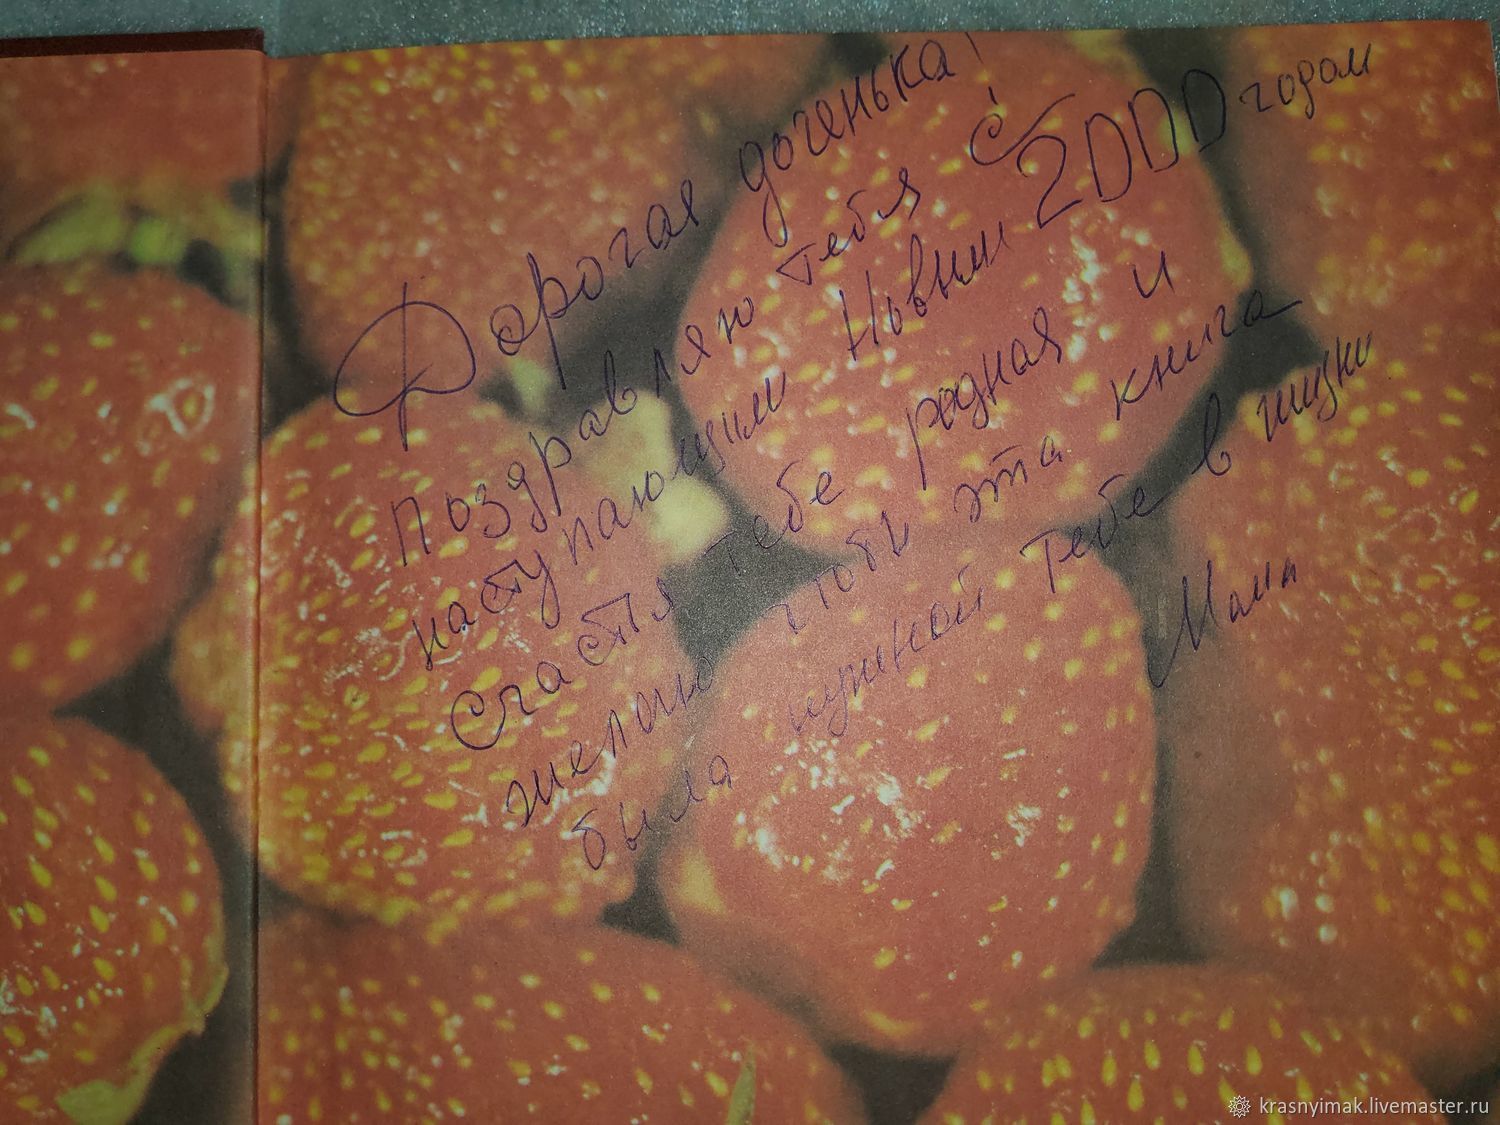 Дорогая доченька!
поздравляю тебя с
наступающим Новым 2000 годом
Счастья тебе родная и
желаю чтобы эта книга
была нужной тебе в жизни
Мама
krasnyimak.livemaster.ru